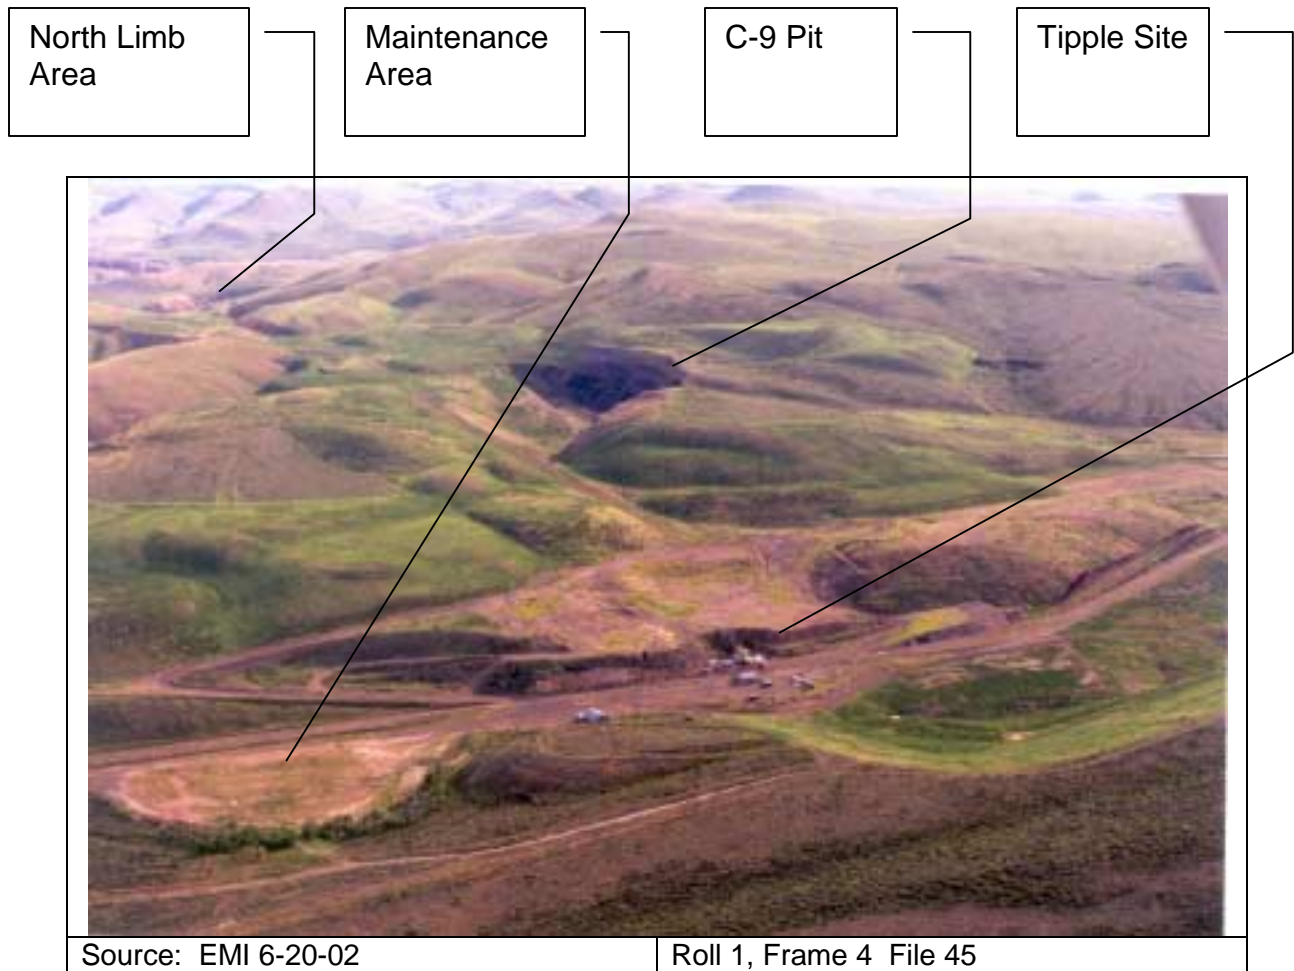 North Limb
Area
Maintenance
Area
C-9 Pit
Tipple Site
Source:  EMI 6-20-02
Roll 1, Frame 4  File 45